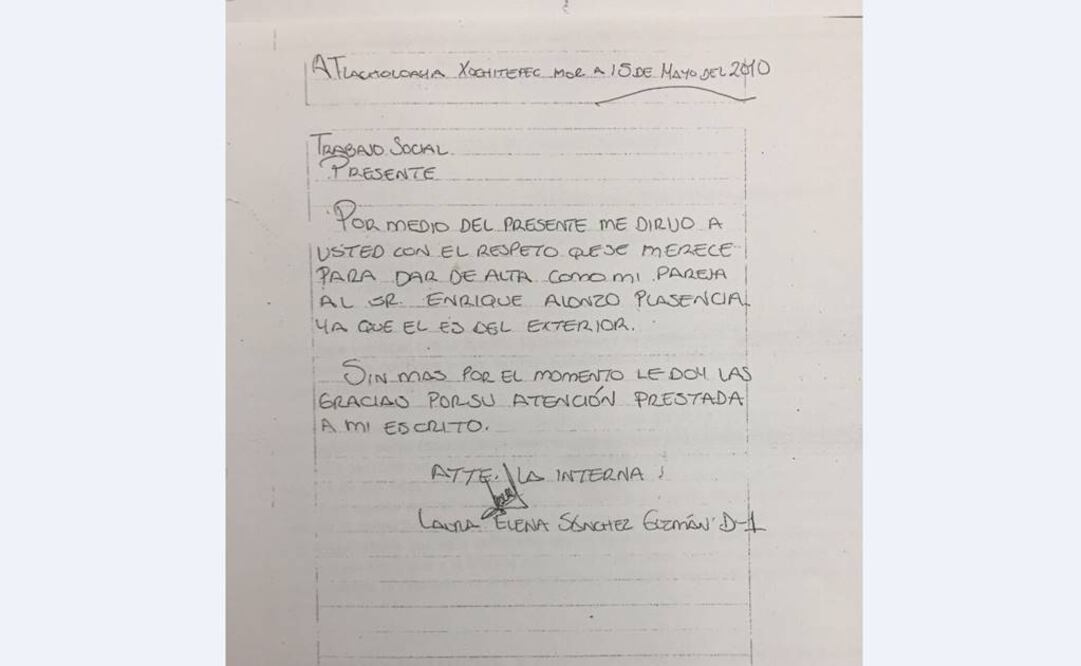 ATLACHOLOAYA XOCHITEPEC MOR A 15 DE MAYO DEL 2010
TRABAJO SOCIAL
PRESENTE
POR MEDIO DEL PRESENTE ME DIRIJO A
USTED CON EL RESPETO QUE SE MERECE
PARA DAR DE ALTA COMO MI PAREJA
AL SR. ENRIQUE ALONZO PLASENCIA
YA QUE EL ES DEL EXTERIOR.
SIN MAS POR EL MOMENTO LE DOY LAS
GRACIAS POR SU ATENCIÓN PRESTADA
A MI ESCRITO.
ATTE. LA INTERNA
LAURA ELENA SÁNCHEZ GUZMÁN D-1